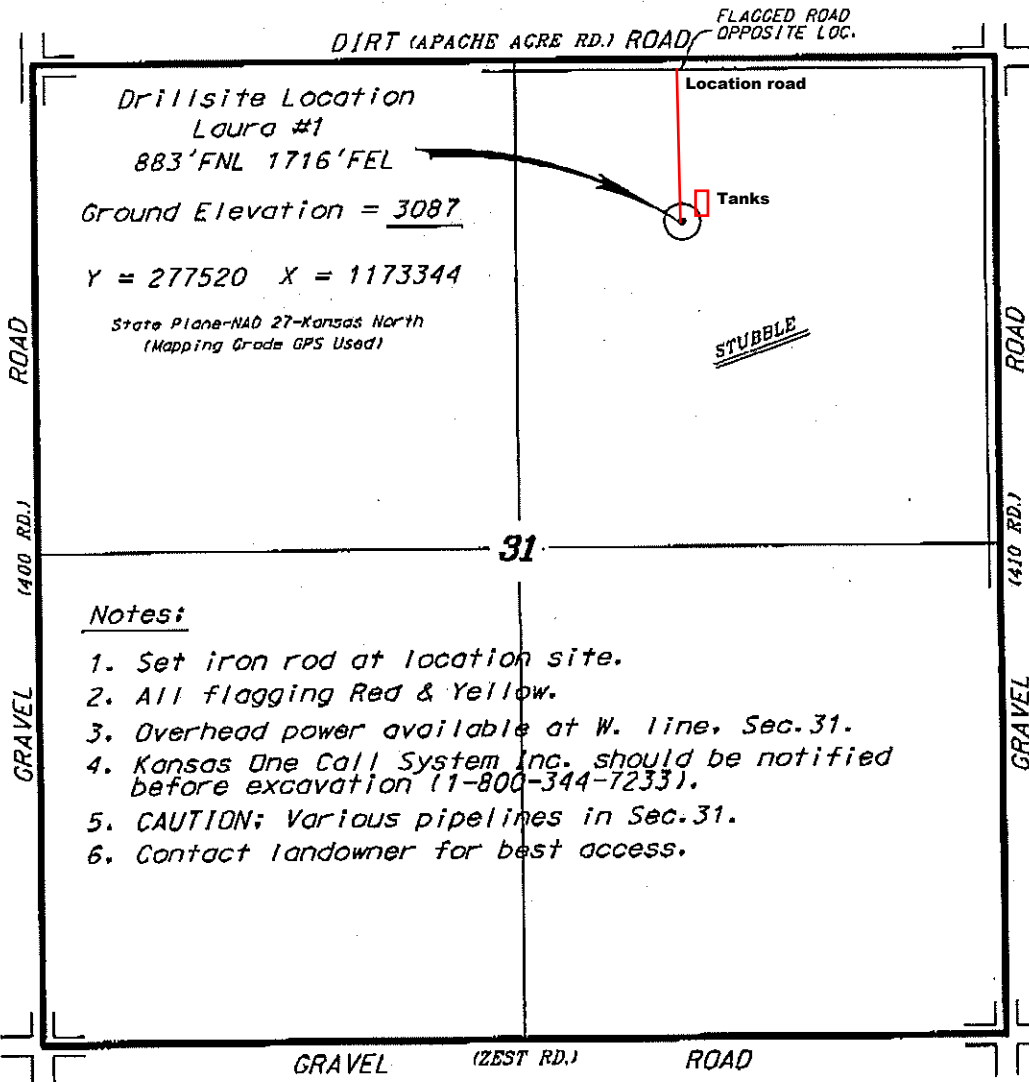 FLAGGED ROAD
OPPOSITE LOC.
DIRT (APACHE ACRE RD.) ROAD
Location road
Drillsite Location
Laura #1
883'FNL 1716'FEL
Tanks
Ground Elevation = 3087
Y = 277520 X = 1173344
State Plane-NAD 27-Kansas North
(Mapping Grade GPS Used)
STUBBLE
GRAVEL (400 RD.) ROAD
GRAVEL (410 RD.) ROAD
31
Notes:
1. Set iron rod at location site.
2. All flagging Red & Yellow.
3. Overhead power available at W. line, Sec.31.
4. Kansas One Call System Inc. should be notified
before excavation (1-800-344-7233).
5. CAUTION: Various pipelines in Sec.31.
6. Contact landowner for best access.
GRAVEL (ZEST RD.) ROAD